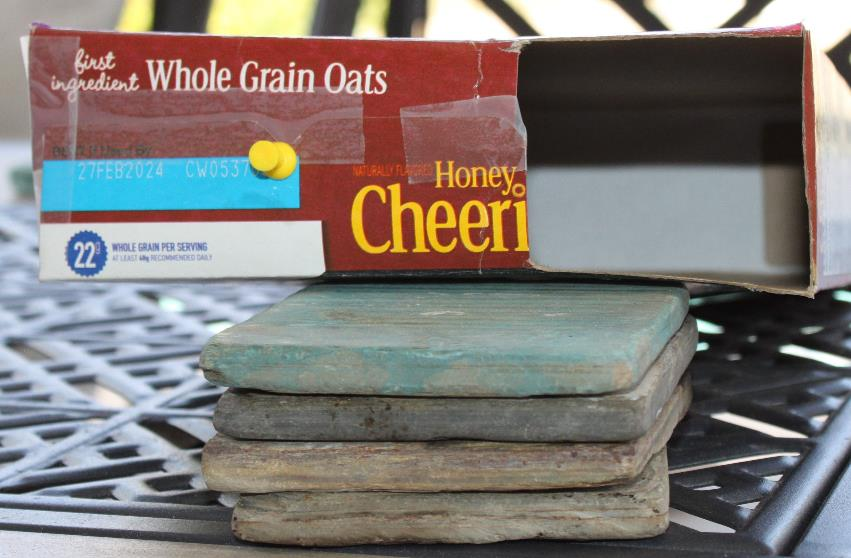 first
ingredient Whole Grain Oats
27FEB2024 CW0537
NATURALLY FLAVORED
Honey
Cheeri
22g
WHOLE GRAIN PER SERVING
AT LEAST 48g RECOMMENDED DAILY